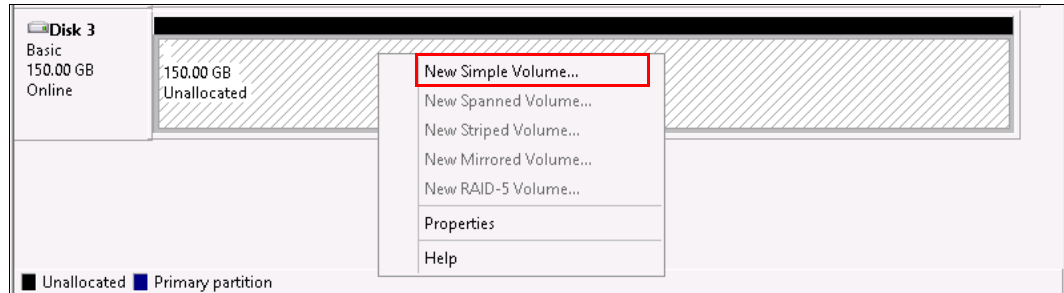 Disk 3
Basic
150.00 GB
Online
150.00 GB
Unallocated
New Simple Volume...
New Spanned Volume...
New Striped Volume...
New Mirrored Volume...
New RAID-5 Volume...
Properties
Help
Unallocated Primary partition